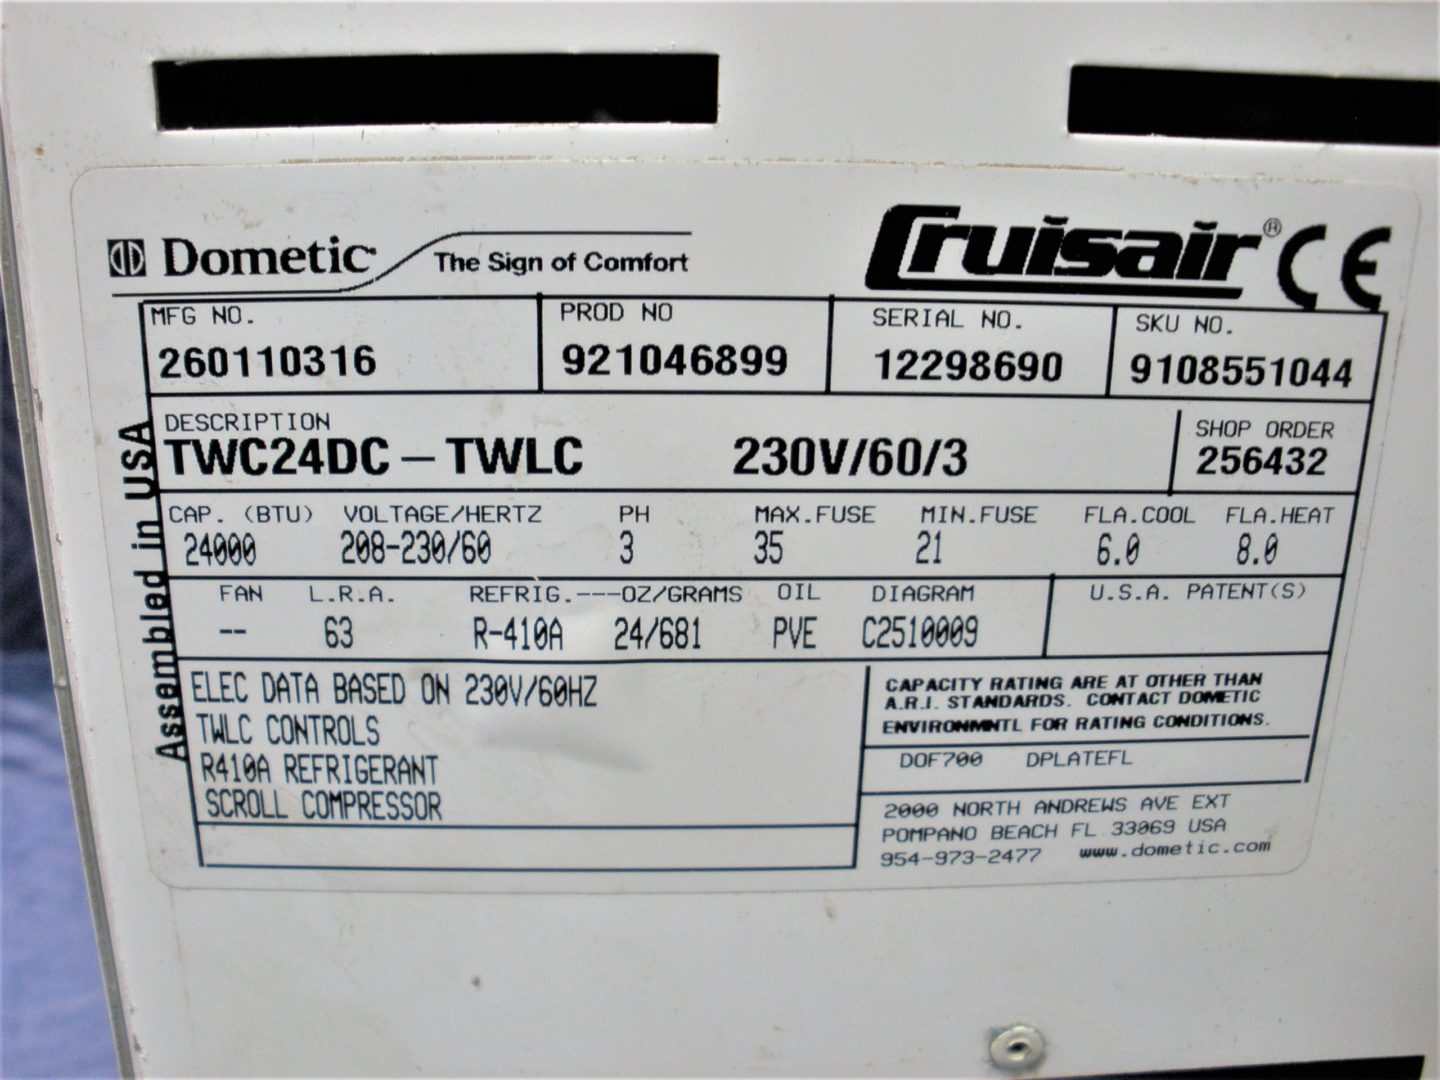 Dometic The Sign of Comfort Cruisair® CE
MFG NO. PROD NO SERIAL NO. SKU NO.
260110316 921046899 12298690 9108551044
DESCRIPTION SHOP ORDER
TWC24DC – TWLC 230V/60/3 256432
CAP. (BTU) VOLTAGE/HERTZ PH MAX.FUSE MIN.FUSE FLA.COOL FLA.HEAT
24000 208-230/60 3 35 21 6.0 8.0
FAN L.R.A. REFRIG.---OZ/GRAMS OIL DIAGRAM U.S.A. PATENT(S)
-- 63 R-410A 24/681 PVE C2510009
ELEC DATA BASED ON 230V/60HZ
TWLC CONTROLS
R410A REFRIGERANT
SCROLL COMPRESSOR
CAPACITY RATING ARE AT OTHER THAN
A.R.I. STANDARDS. CONTACT DOMETIC
ENVIRONMNTL FOR RATING CONDITIONS.
DOF700 DPLATEFL
2000 NORTH ANDREWS AVE EXT
POMPANO BEACH FL 33069 USA
954-973-2477 www.dometic.com
Assembled in USA